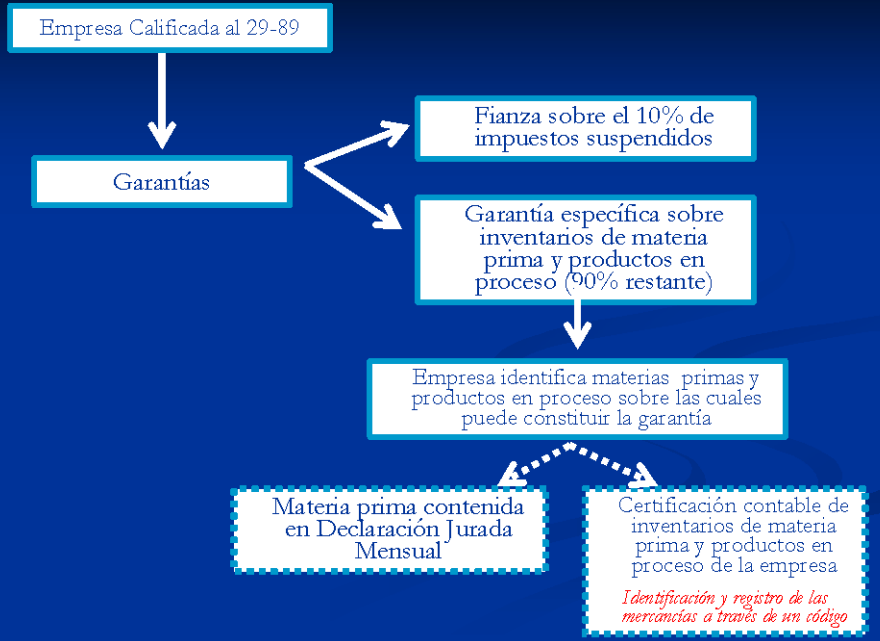 Empresa Calificada al 29-89
Garantías
Fianza sobre el 10% de
impuestos suspendidos
Garantía específica sobre
inventarios de materia
prima y productos en
proceso (90% restante)
Empresa identifica materias primas y
productos en proceso sobre las cuales
puede constituir la garantía
Materia prima contenida
en Declaración Jurada
Mensual
Certificación contable de
inventarios de materia
prima y productos en
proceso de la empresa
Identificación y registro de las
mercancías a través de un código